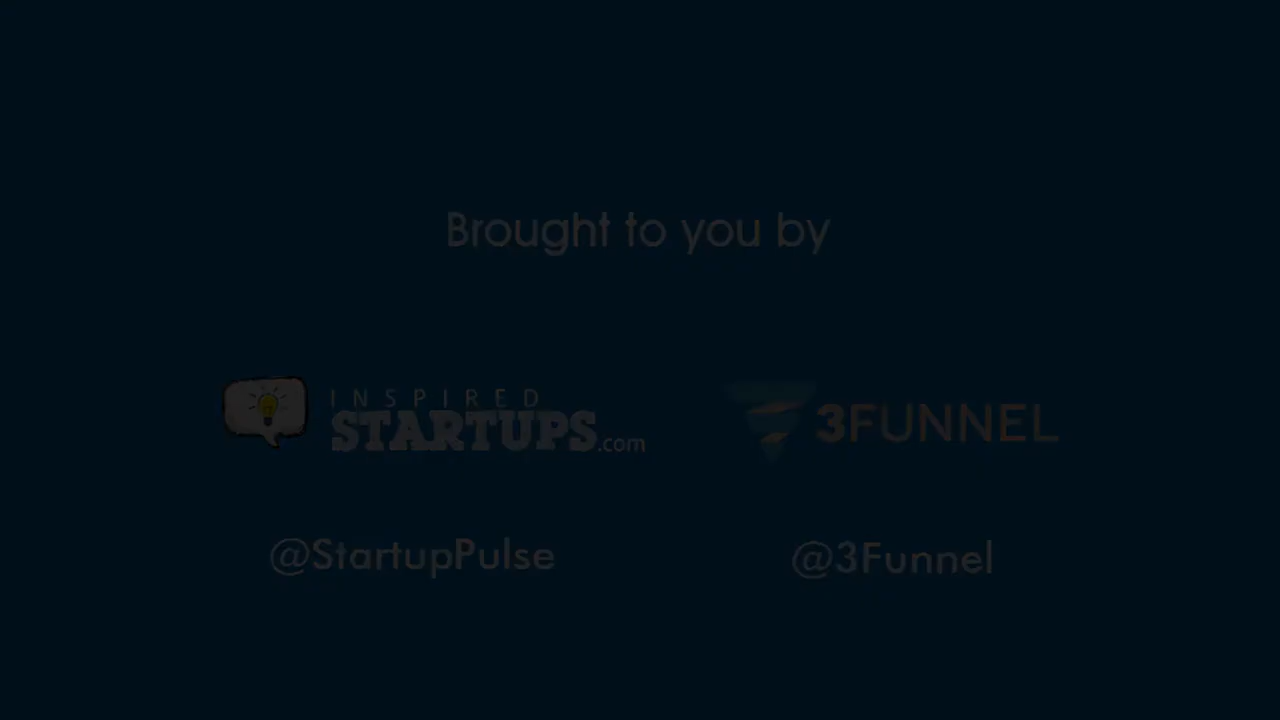 Brought to you by
INSPIRED
STARTUPS.com
3FUNNEL
@StartupPulse
@3Funnel